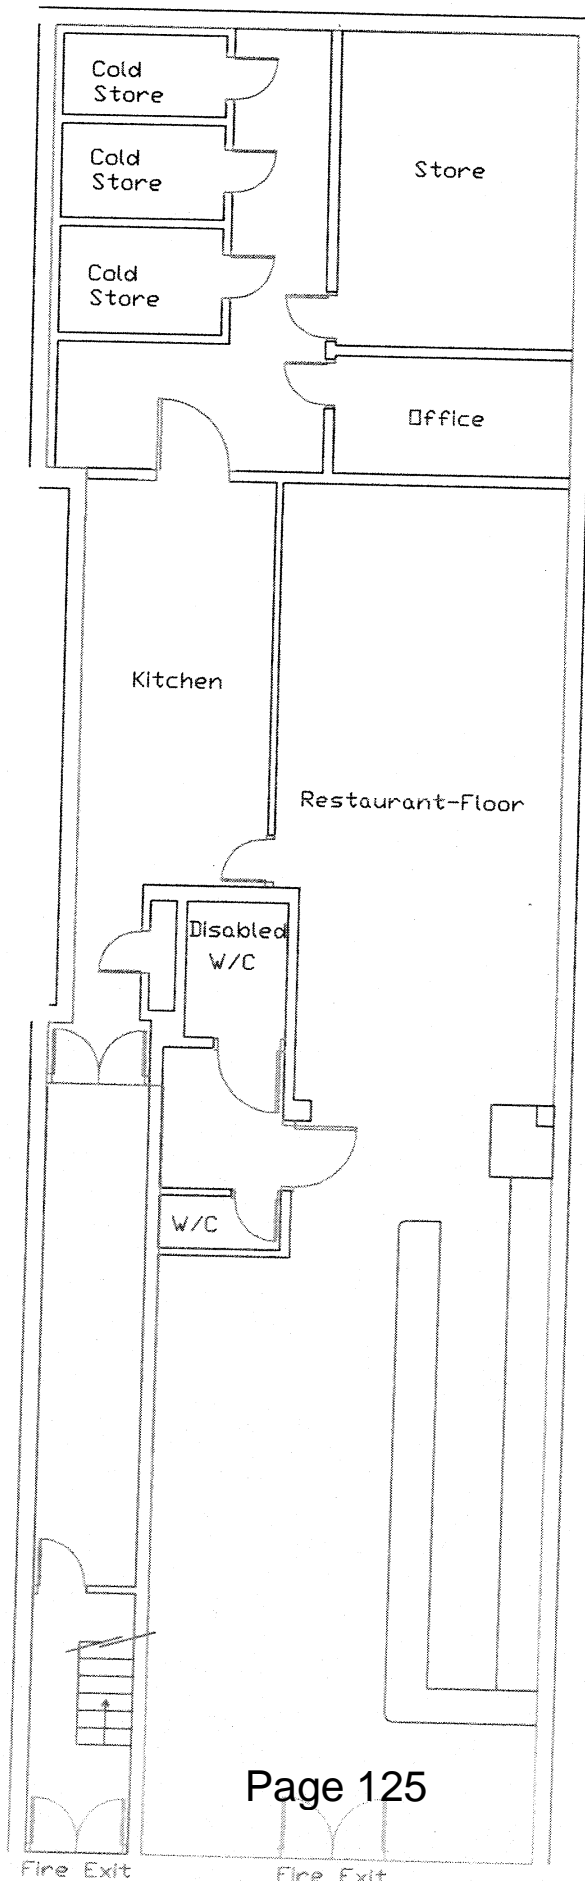 Cold
Store
Cold
Store
Store
Cold
Store
Office
Kitchen
Restaurant-Floor
Disabled
W/C
W/C
Page 125
Fire Exit
Fire Exit